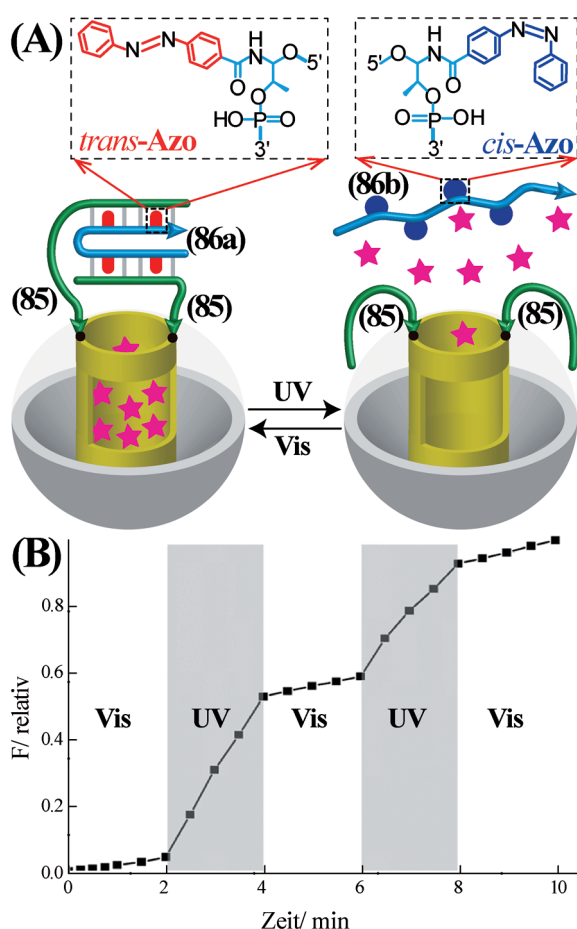 (A)
N=N
H
N
O
5'
O
O
HO-P=O
O
3'
trans-Azo
O
5'
H
N
O
N=N
O
O=P-OH
O
3'
cis-Azo
(86a)
(85)
(85)
(86b)
(85)
(85)
UV
Vis
(B)
F/ relativ
0.8
0.6
0.4
0.2
0.0
Vis
UV
Vis
UV
Vis
0
2
4
6
8
10
Zeit/ min